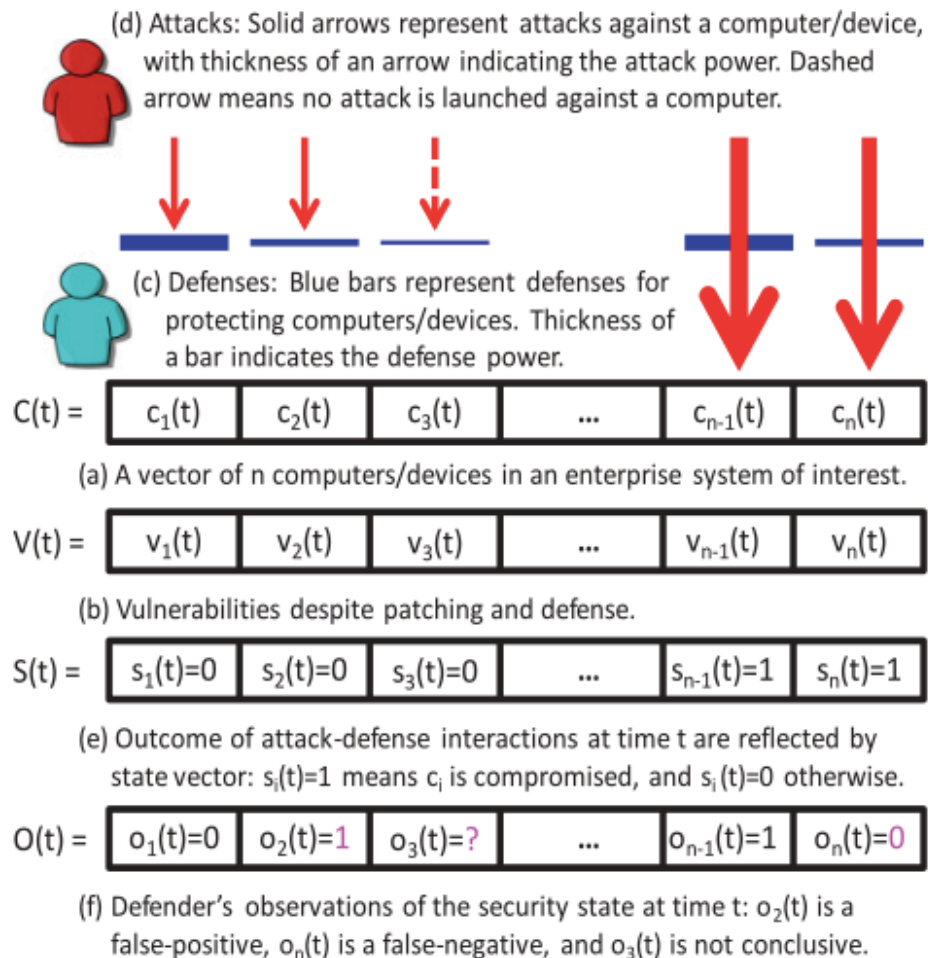 (d) Attacks: Solid arrows represent attacks against a computer/device,
with thickness of an arrow indicating the attack power. Dashed
arrow means no attack is launched against a computer.
(c) Defenses: Blue bars represent defenses for
protecting computers/devices. Thickness of
a bar indicates the defense power.
C(t) = c₁(t) c₂(t) c₃(t) ... cₙ₋₁(t) cₙ(t)
(a) A vector of n computers/devices in an enterprise system of interest.
V(t) = v₁(t) v₂(t) v₃(t) ... vₙ₋₁(t) vₙ(t)
(b) Vulnerabilities despite patching and defense.
S(t) = s₁(t)=0 s₂(t)=0 s₃(t)=0 ... sₙ₋₁(t)=1 sₙ(t)=1
(e) Outcome of attack-defense interactions at time t are reflected by
state vector: sᵢ(t)=1 means cᵢ is compromised, and sᵢ(t)=0 otherwise.
O(t) = o₁(t)=0 o₂(t)=1 o₃(t)=? ... oₙ₋₁(t)=1 oₙ(t)=0
(f) Defender's observations of the security state at time t: o₂(t) is a
false-positive, oₙ(t) is a false-negative, and o₃(t) is not conclusive.